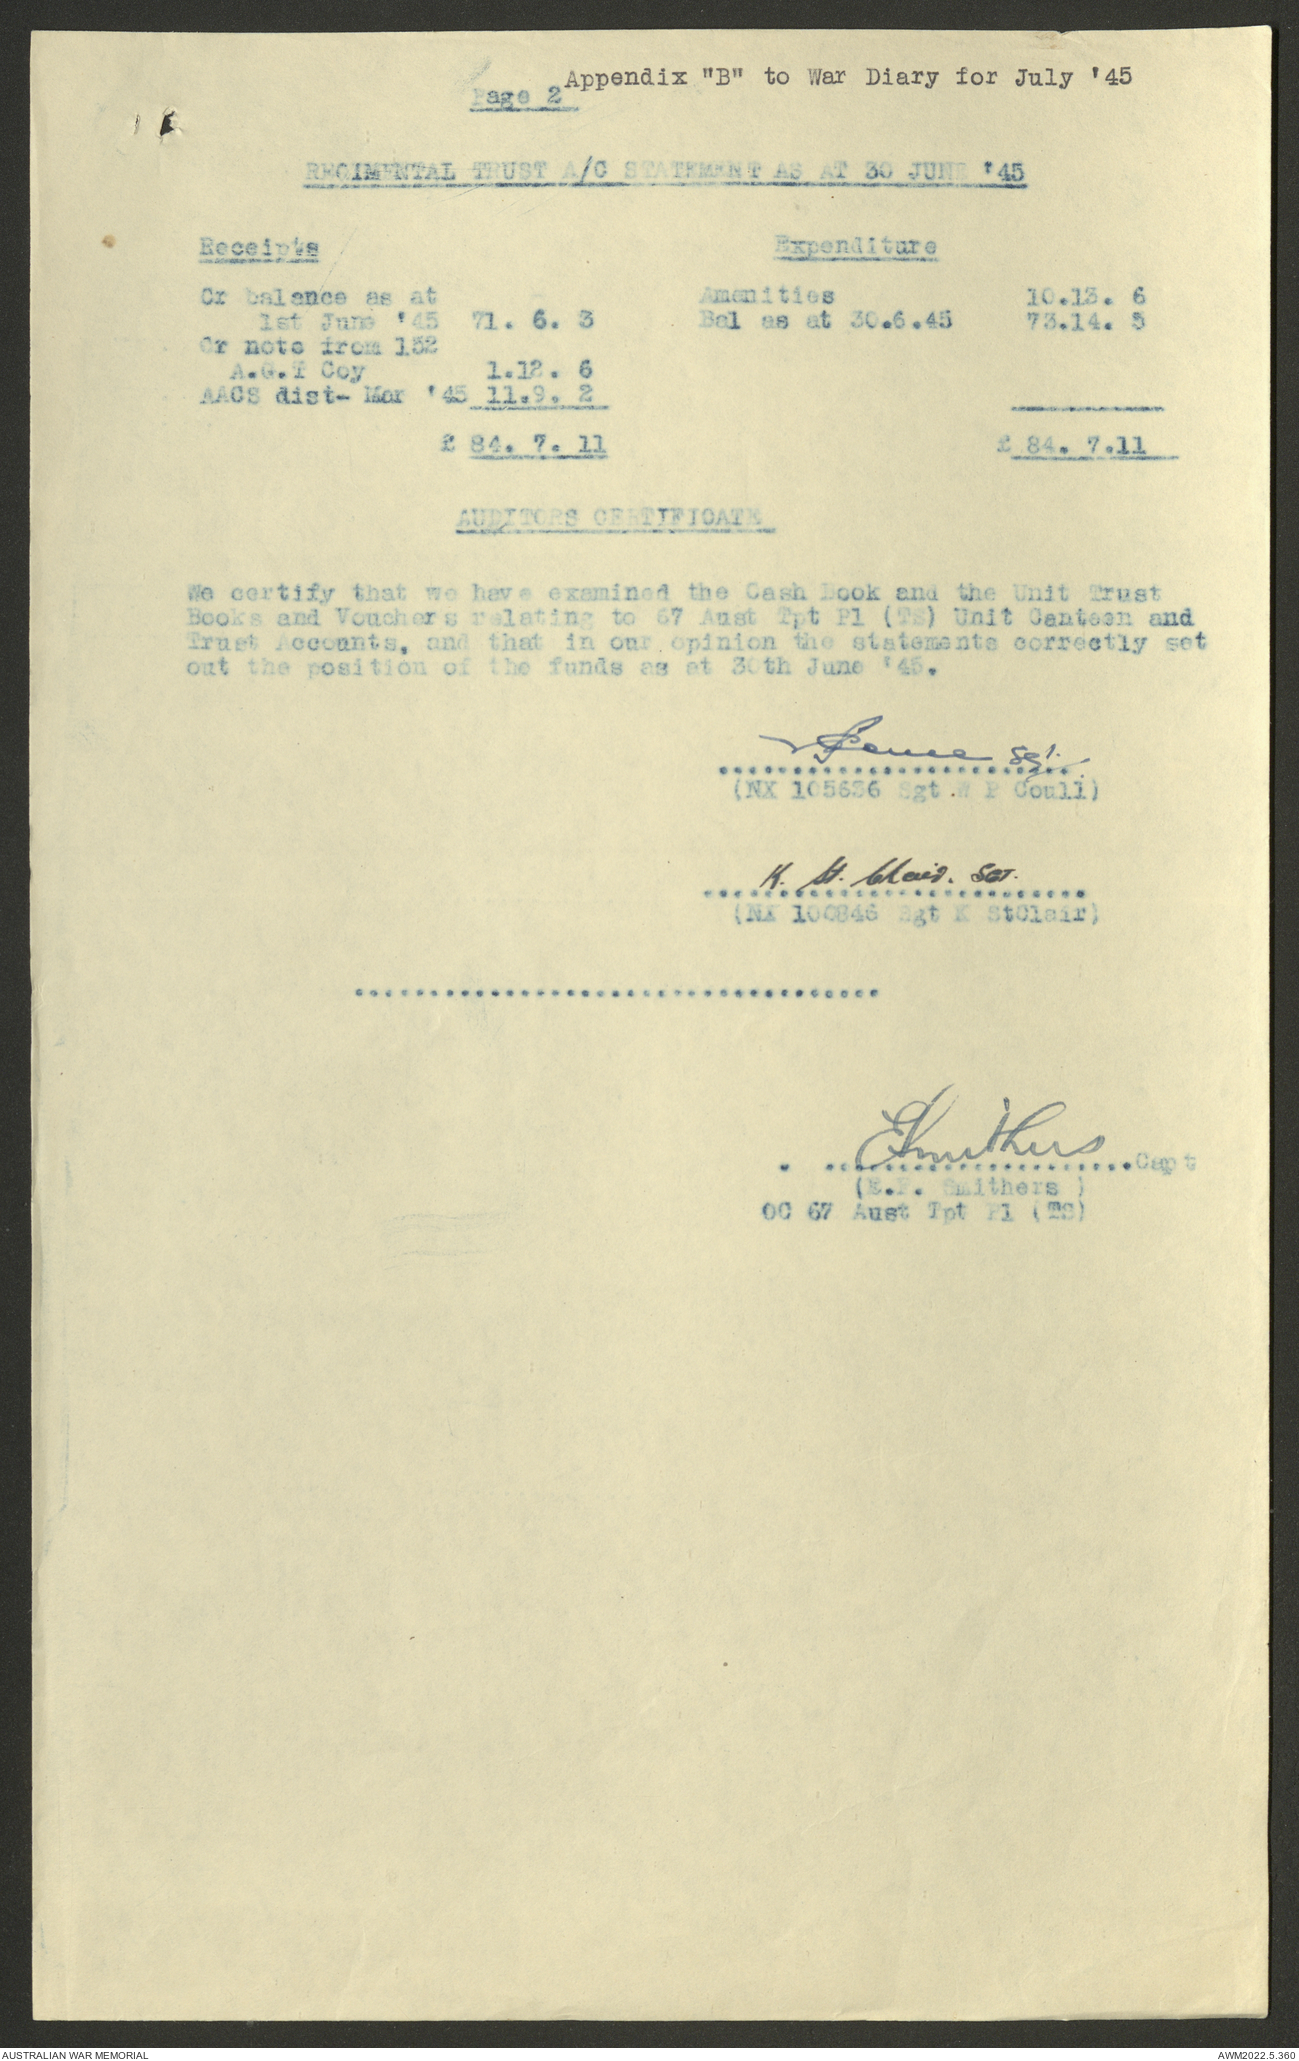 Appendix "B" to War Diary for July '45
Page 2
REGIMENTAL TRUST A/C STATEMENT AS AT 30 JUNE '45
Receipts Expenditure
Cr balance as at Amenities 10.13. 6
1st June '45 71. 6. 3 Bal as at 30.6.45 73.14. 5
Cr note from 152
A.G.T Coy 1.12. 6
AACS dist- Mar '45 11.9. 2
£ 84. 7. 11 £ 84. 7.11
AUDITORS CERTIFICATE
We certify that we have examined the Cash Book and the Unit Trust
Books and Vouchers relating to 67 Aust Tpt Pl (TS) Unit Canteen and
Trust Accounts, and that in our opinion the statements correctly set
out the position of the funds as at 30th June '45.
Sgt.
(NX 105636 Sgt W P Coull)
K. St. Clair. SGT.
(NX 100846 Sgt K StClair)
ESmithers Capt
(E.F. Smithers )
OC 67 Aust Tpt Pl (TS)
AUSTRALIAN WAR MEMORIAL AWM2022.5.360